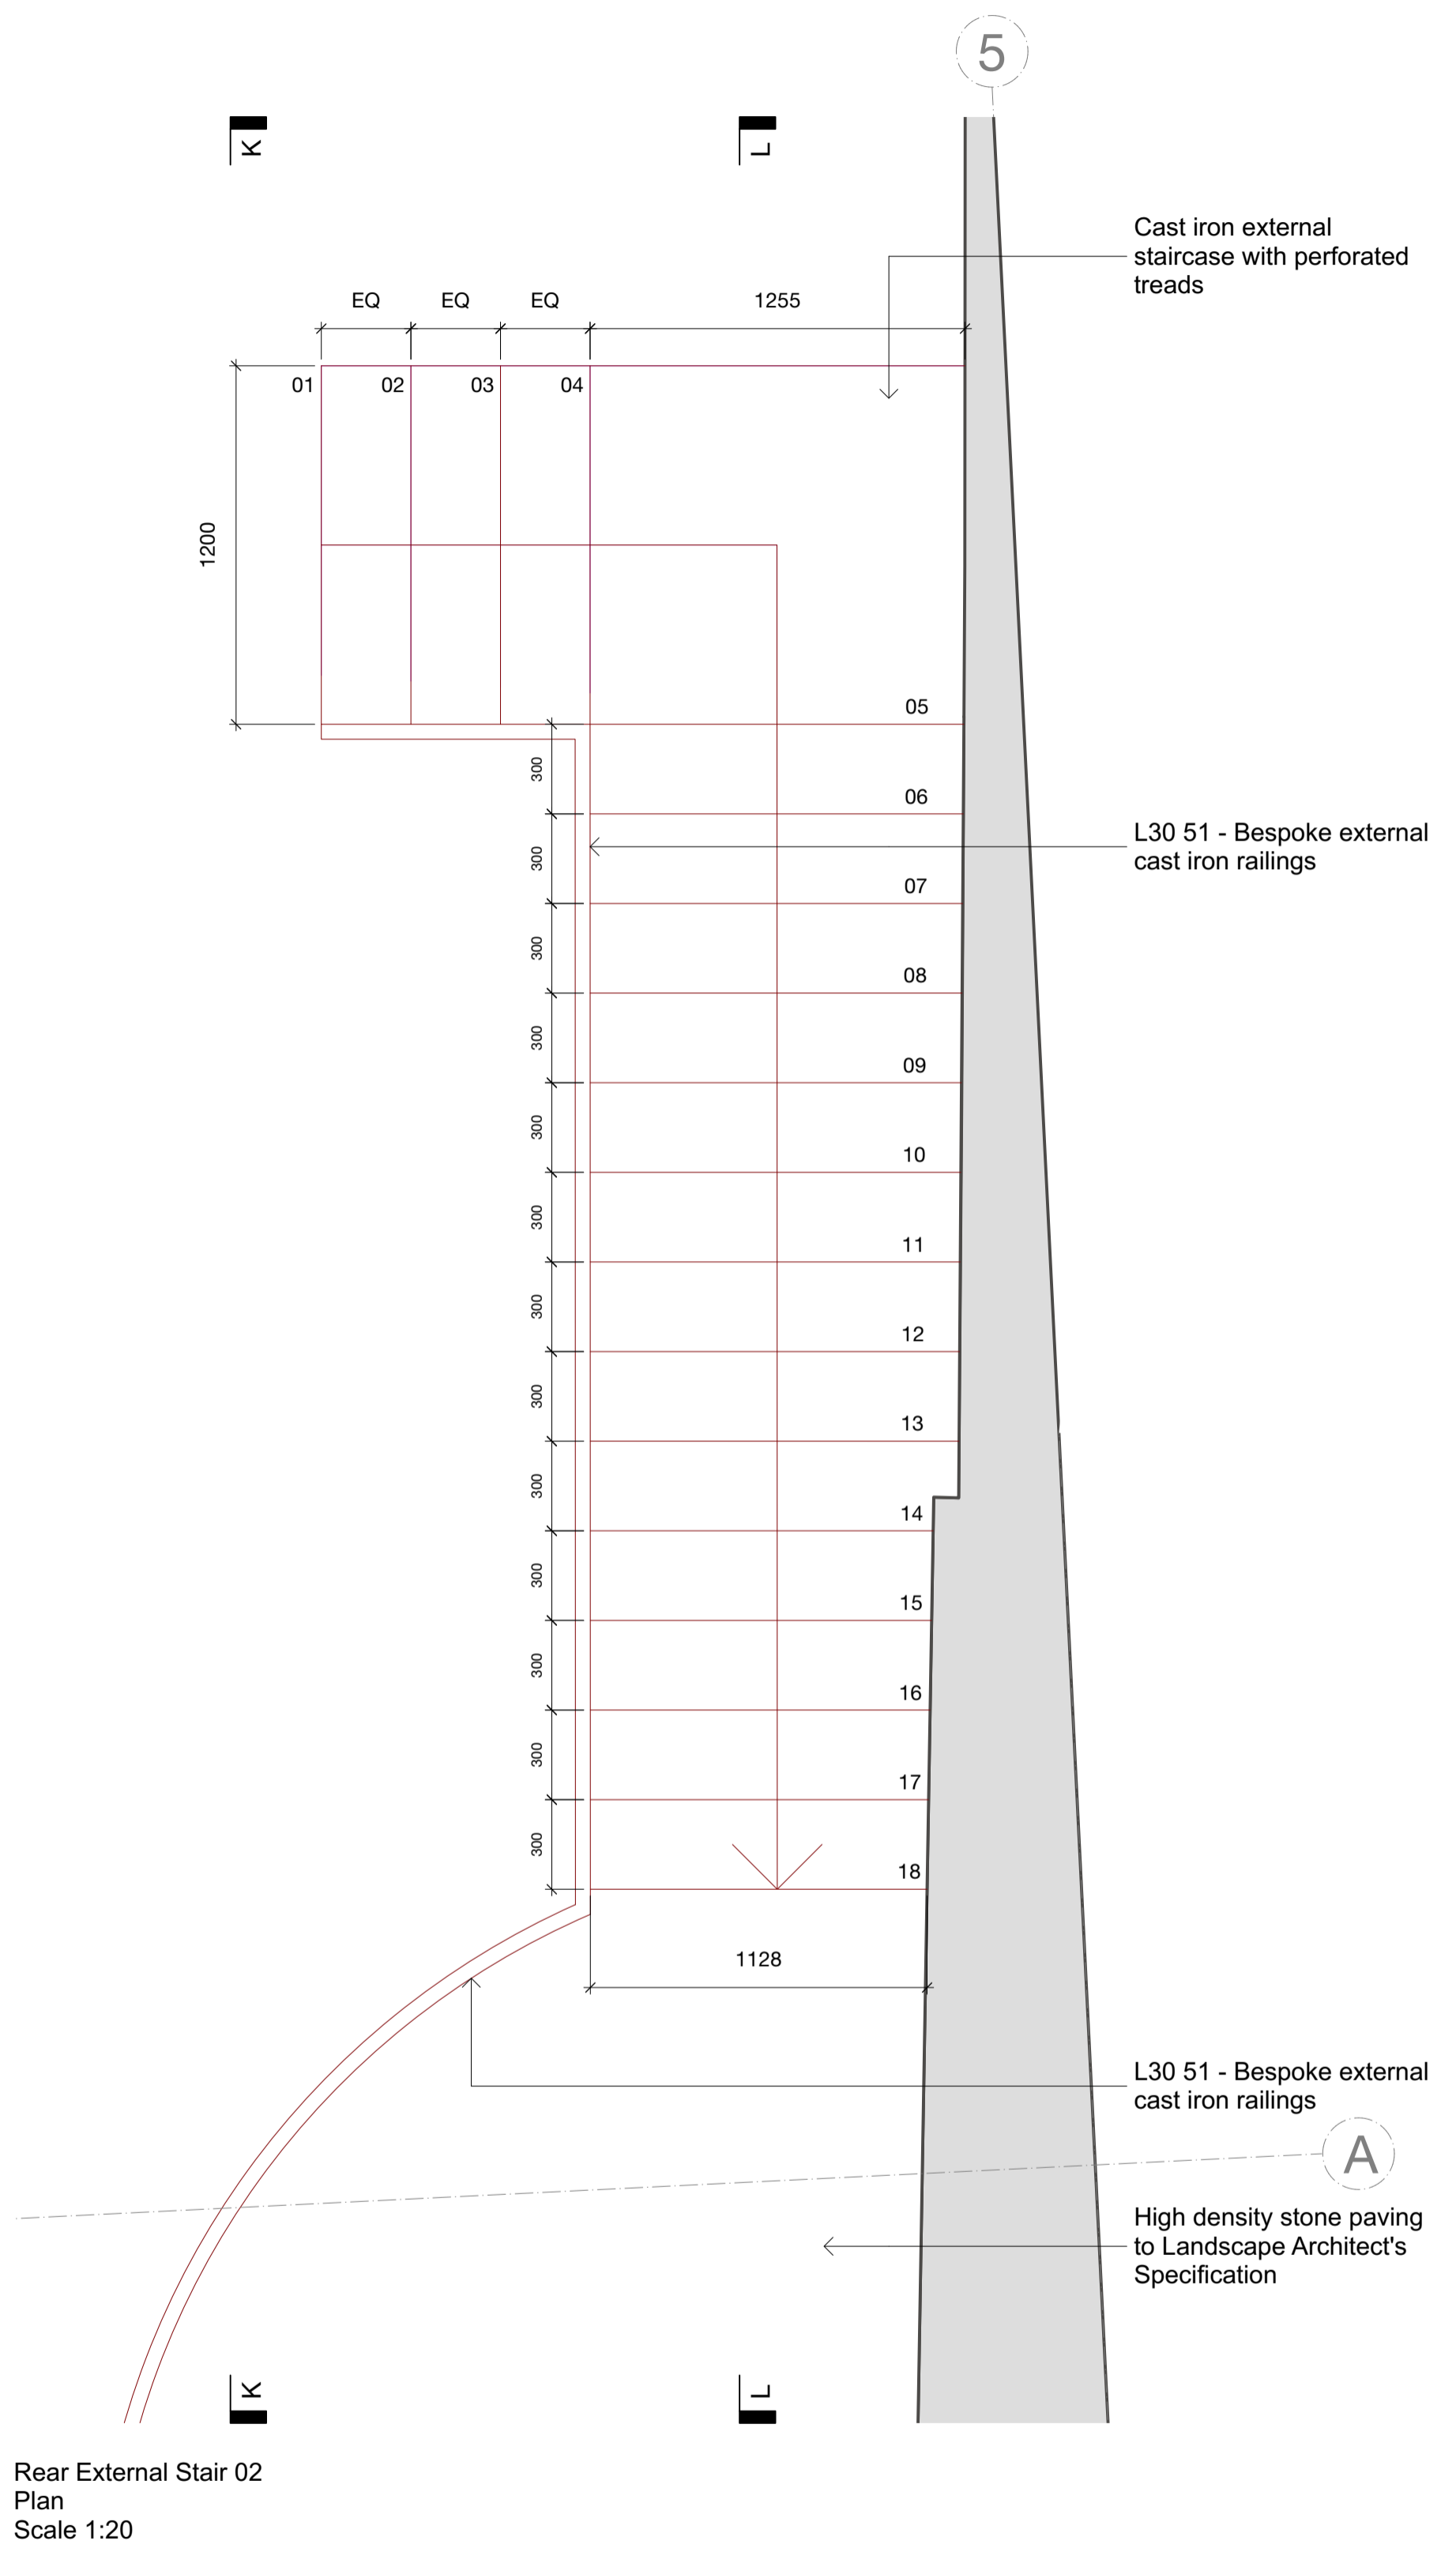 5
K
L
Cast iron external
staircase with perforated
treads
EQ EQ EQ 1255
01 02 03 04
1200
05
300
06
L30 51 - Bespoke external
cast iron railings
300
07
300
08
300
09
300
10
300
11
300
12
300
13
300
14
300
15
300
16
300
17
300
18
300
1128
L30 51 - Bespoke external
cast iron railings
A
High density stone paving
to Landscape Architect's
Specification
K
L
Rear External Stair 02
Plan
Scale 1:20